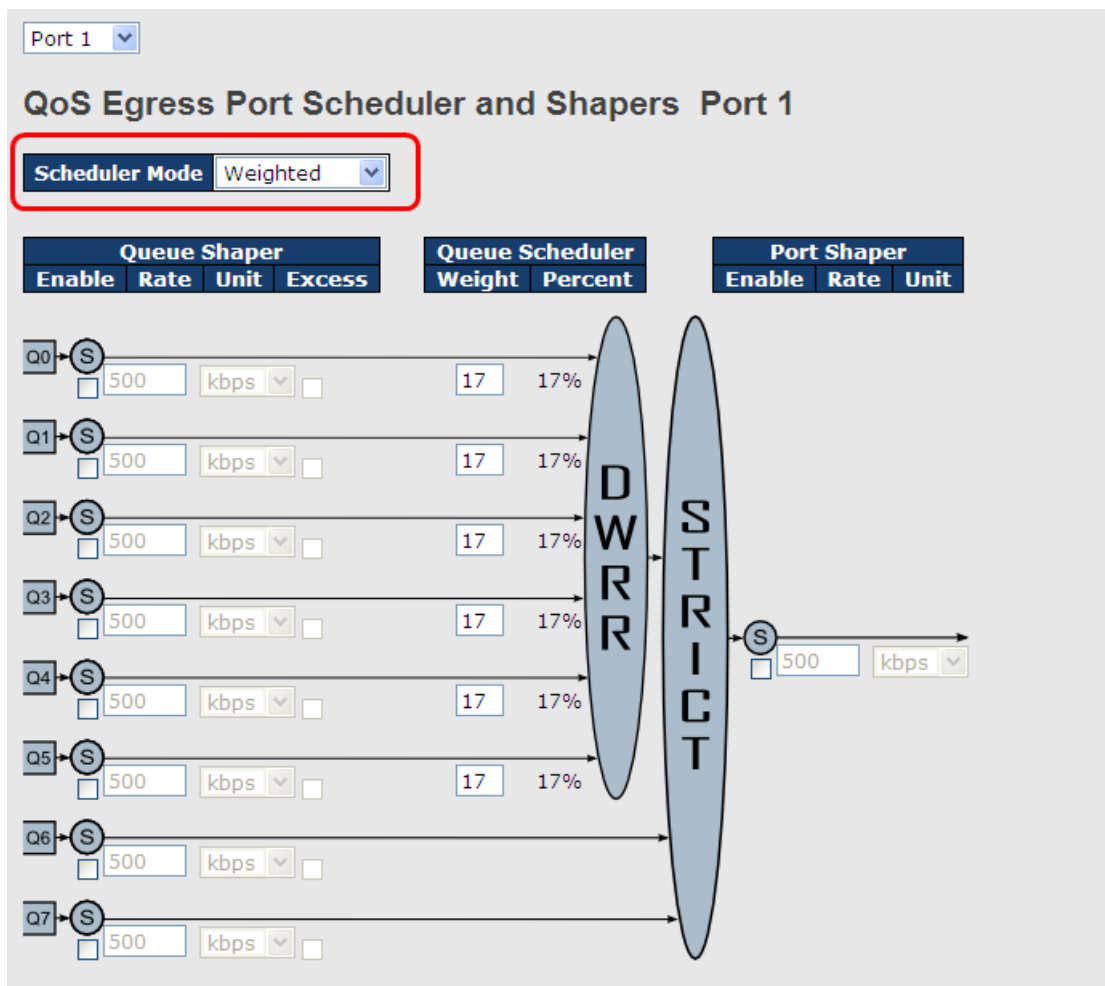 Port 1
QoS Egress Port Scheduler and Shapers Port 1
Scheduler Mode Weighted
Queue Shaper Queue Scheduler Port Shaper
Enable Rate Unit Excess Weight Percent Enable Rate Unit
Q0 S
500 kbps 17 17%
Q1 S
500 kbps 17 17%
Q2 S
500 kbps 17 17%
Q3 S
500 kbps 17 17%
Q4 S
500 kbps 17 17%
Q5 S
500 kbps 17 17%
Q6 S
500 kbps
Q7 S
500 kbps
DWRR
STRICT
S
500 kbps